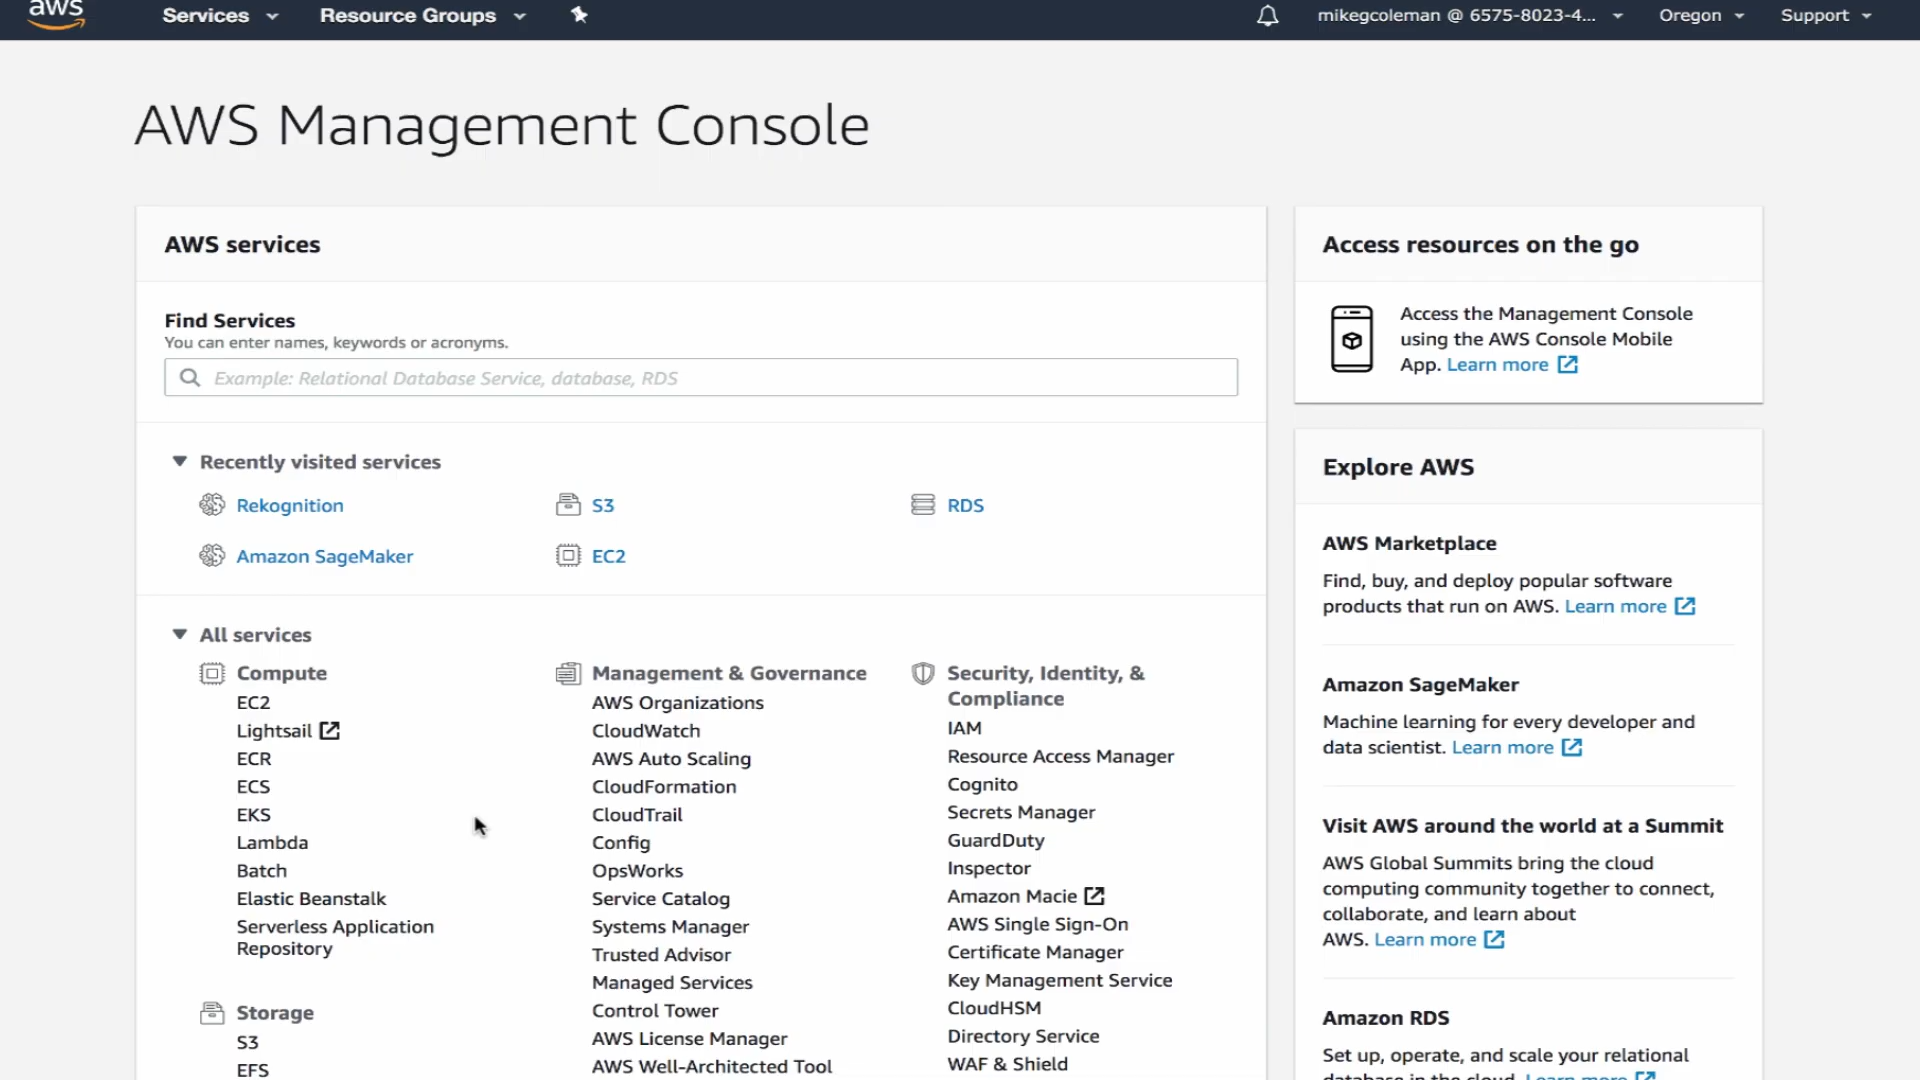 aws
Services
Resource Groups
mikegcoleman @ 6575-8023-4...
Oregon
Support
AWS Management Console
AWS services
Find Services
You can enter names, keywords or acronyms.
Example: Relational Database Service, database, RDS
Recently visited services
Rekognition
S3
RDS
Amazon SageMaker
EC2
All services
Compute
EC2
Lightsail
ECR
ECS
EKS
Lambda
Batch
Elastic Beanstalk
Serverless Application
Repository
Storage
S3
EFS
Management & Governance
AWS Organizations
CloudWatch
AWS Auto Scaling
CloudFormation
CloudTrail
Config
OpsWorks
Service Catalog
Systems Manager
Trusted Advisor
Managed Services
Control Tower
AWS License Manager
AWS Well-Architected Tool
Security, Identity, &
Compliance
IAM
Resource Access Manager
Cognito
Secrets Manager
GuardDuty
Inspector
Amazon Macie
AWS Single Sign-On
Certificate Manager
Key Management Service
CloudHSM
Directory Service
WAF & Shield
Access resources on the go
Access the Management Console
using the AWS Console Mobile
App. Learn more
Explore AWS
AWS Marketplace
Find, buy, and deploy popular software
products that run on AWS. Learn more
Amazon SageMaker
Machine learning for every developer and
data scientist. Learn more
Visit AWS around the world at a Summit
AWS Global Summits bring the cloud
computing community together to connect,
collaborate, and learn about
AWS. Learn more
Amazon RDS
Set up, operate, and scale your relational
database in the cloud. Learn more